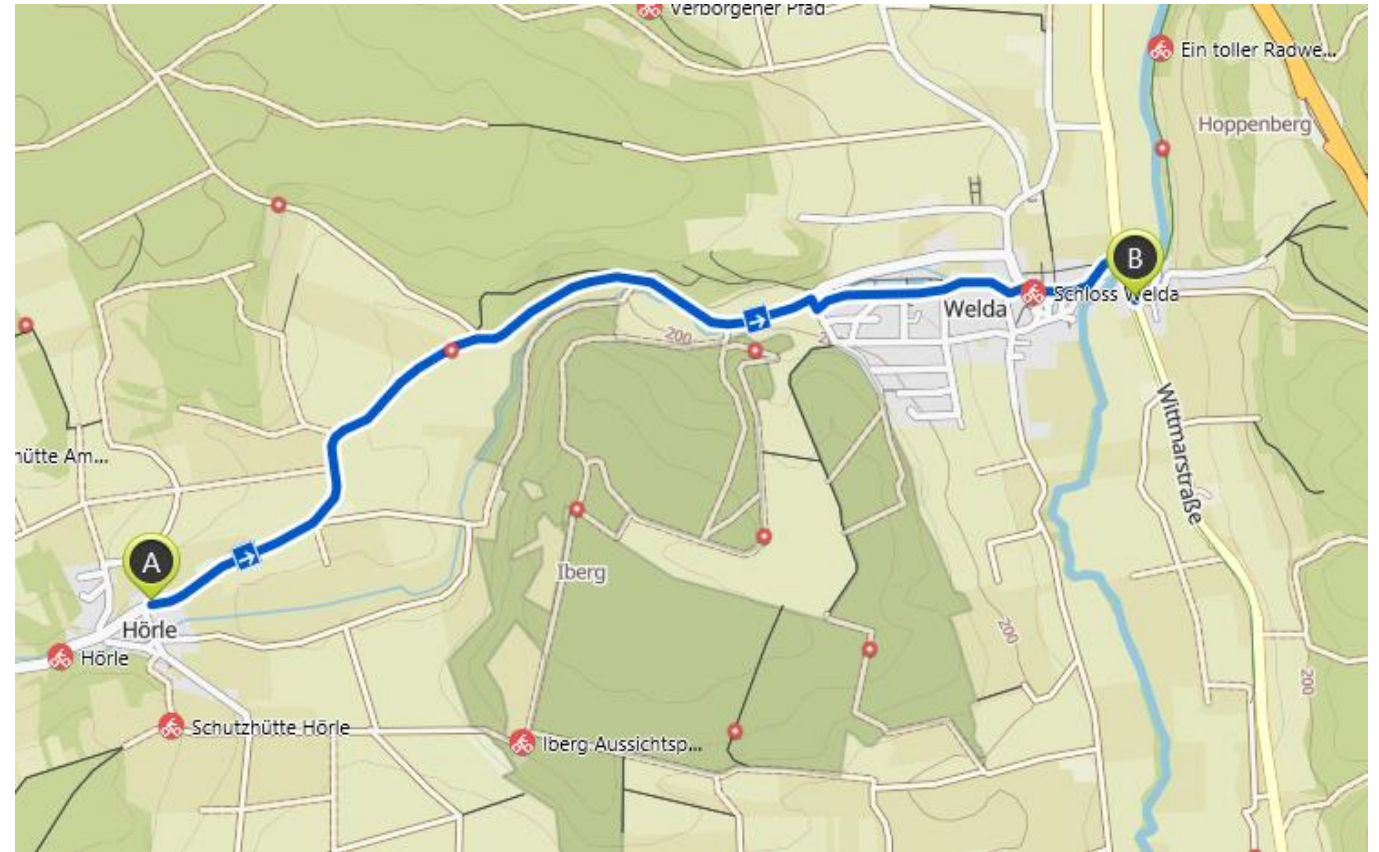 Verborgener Pfad
Ein toller Radwe...
Hoppenberg
B
Schloss Welda
Welda
200
Wittmarstraße
hütte Am...
A
Iberg
Hörle
200
Hörle
200
Schutzhütte Hörle
Iberg Aussichtsp...